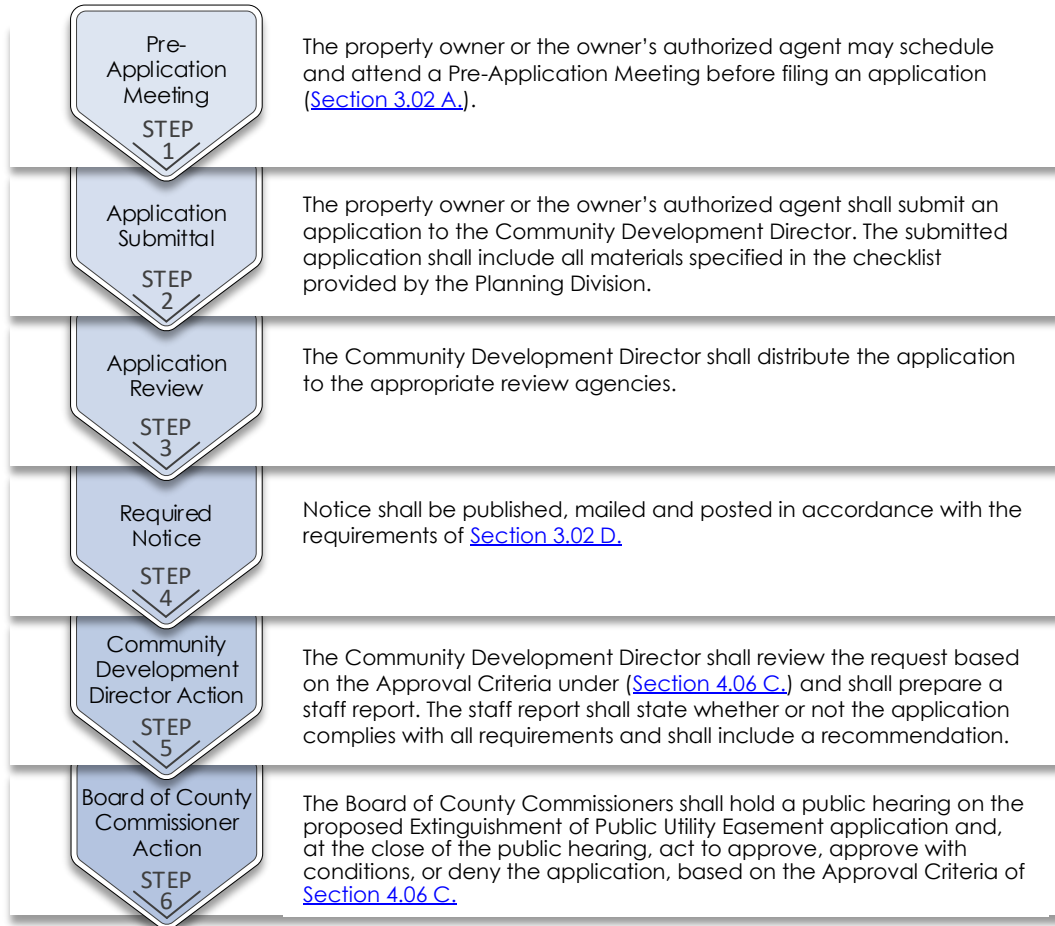 Pre-
Application
Meeting
STEP
1
The property owner or the owner’s authorized agent may schedule
and attend a Pre-Application Meeting before filing an application
(Section 3.02 A.).
Application
Submittal
STEP
2
The property owner or the owner’s authorized agent shall submit an
application to the Community Development Director. The submitted
application shall include all materials specified in the checklist
provided by the Planning Division.
Application
Review
STEP
3
The Community Development Director shall distribute the application
to the appropriate review agencies.
Required
Notice
STEP
4
Notice shall be published, mailed and posted in accordance with the
requirements of Section 3.02 D.
Community
Development
Director Action
STEP
5
The Community Development Director shall review the request based
on the Approval Criteria under (Section 4.06 C.) and shall prepare a
staff report. The staff report shall state whether or not the application
complies with all requirements and shall include a recommendation.
Board of County
Commissioner
Action
STEP
6
The Board of County Commissioners shall hold a public hearing on the
proposed Extinguishment of Public Utility Easement application and,
at the close of the public hearing, act to approve, approve with
conditions, or deny the application, based on the Approval Criteria of
Section 4.06 C.